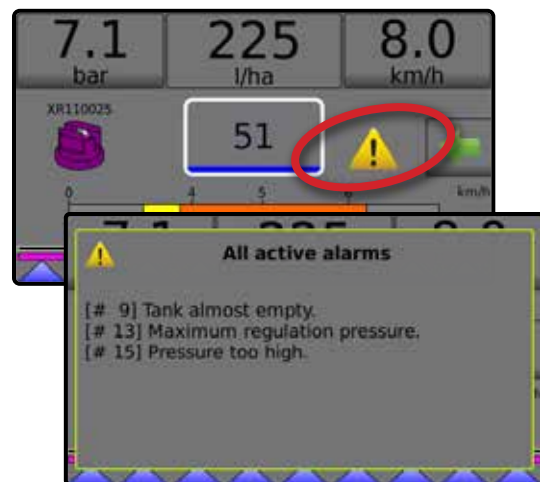 7.1
225
8.0
bar
l/ha
km/h
XR110025
51
0
4
5
6
km/h
All active alarms
[# 9] Tank almost empty.
[# 13] Maximum regulation pressure.
[# 15] Pressure too high.